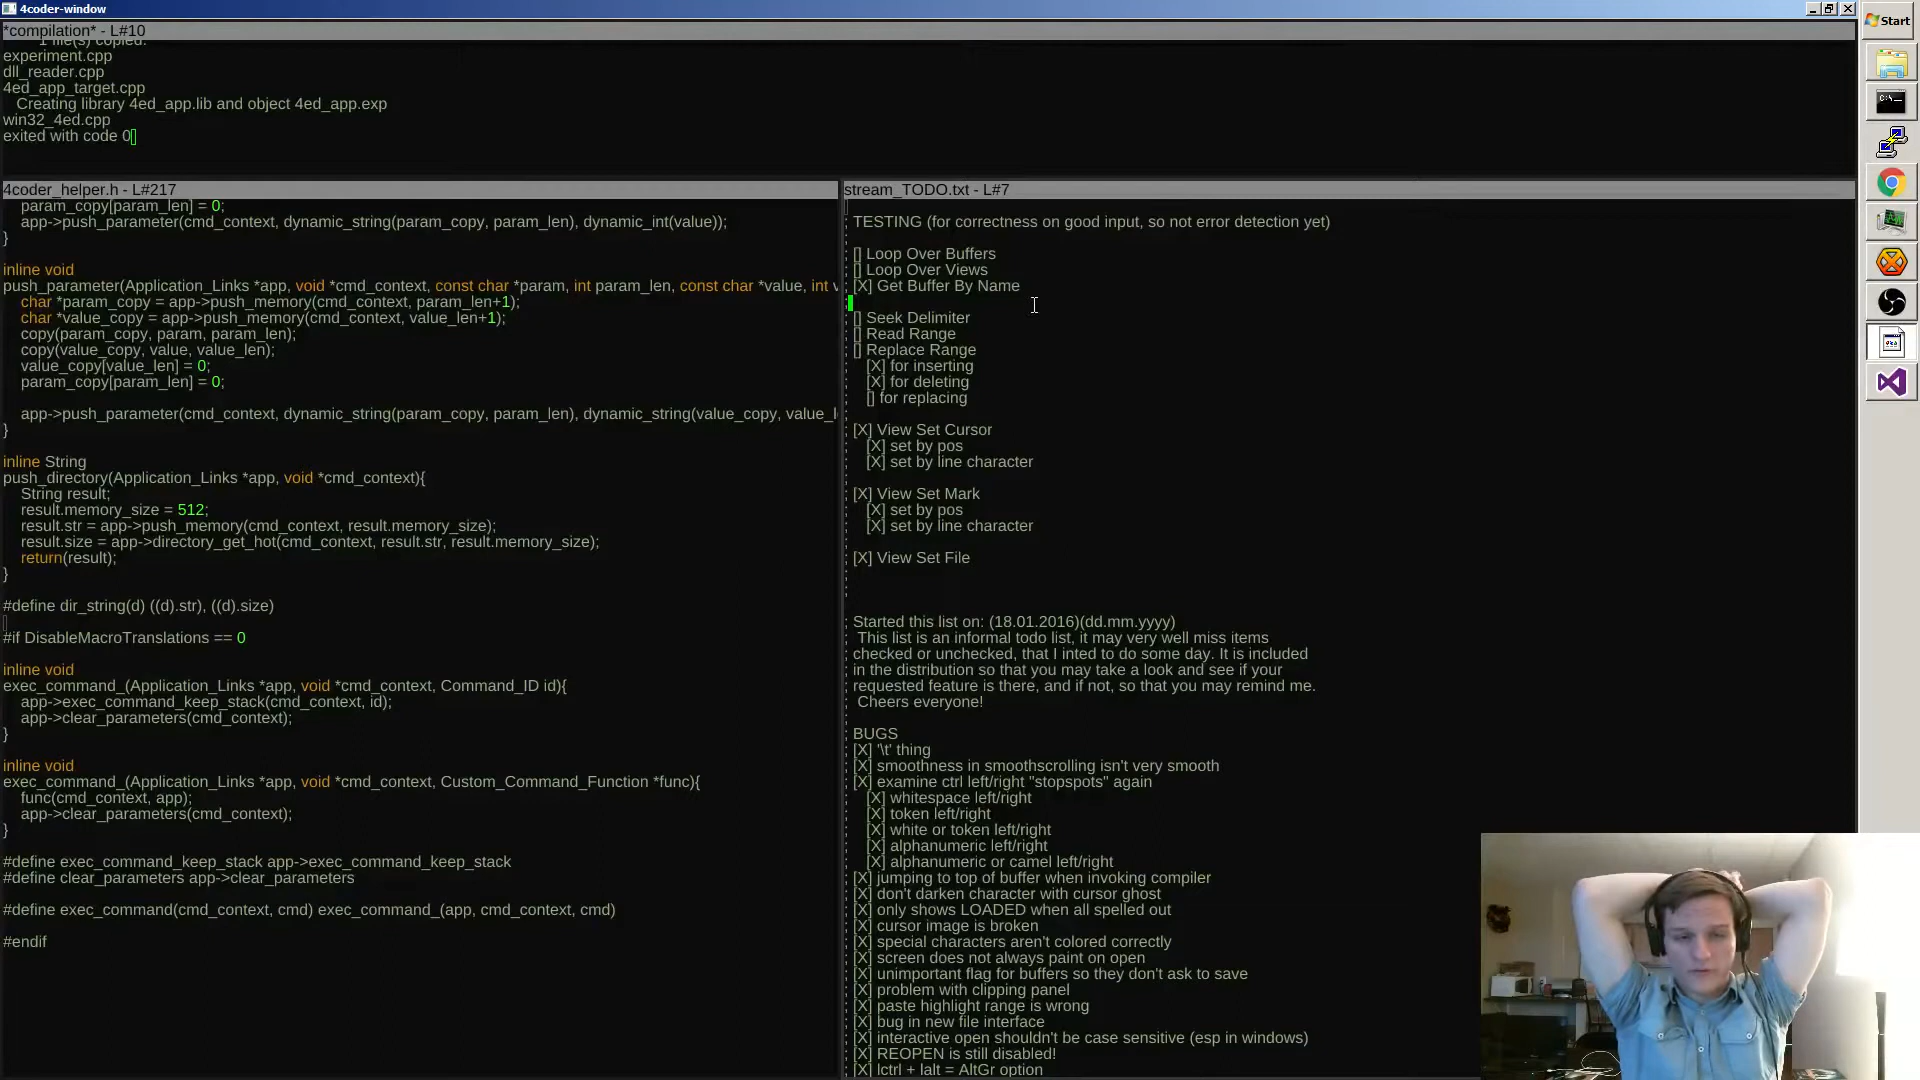 4coder-window
*compilation* - L#10
1 file(s) copied.
experiment.cpp
dll_reader.cpp
4ed_app_target.cpp
Creating library 4ed_app.lib and object 4ed_app.exp
win32_4ed.cpp
exited with code 0
4coder_helper.h - L#217
param_copy[param_len] = 0;
app->push_parameter(cmd_context, dynamic_string(param_copy, param_len), dynamic_int(value));
}
inline void
push_parameter(Application_Links *app, void *cmd_context, const char *param, int param_len, const char *value, int v
char *param_copy = app->push_memory(cmd_context, param_len+1);
char *value_copy = app->push_memory(cmd_context, value_len+1);
copy(param_copy, param, param_len);
copy(value_copy, value, value_len);
value_copy[value_len] = 0;
param_copy[param_len] = 0;
app->push_parameter(cmd_context, dynamic_string(param_copy, param_len), dynamic_string(value_copy, value_l
}
inline String
push_directory(Application_Links *app, void *cmd_context){
String result;
result.memory_size = 512;
result.str = app->push_memory(cmd_context, result.memory_size);
result.size = app->directory_get_hot(cmd_context, result.str, result.memory_size);
return(result);
}
#define dir_string(d) ((d).str), ((d).size)
#if DisableMacroTranslations == 0
inline void
exec_command_(Application_Links *app, void *cmd_context, Command_ID id){
app->exec_command_keep_stack(cmd_context, id);
app->clear_parameters(cmd_context);
}
inline void
exec_command_(Application_Links *app, void *cmd_context, Custom_Command_Function *func){
func(cmd_context, app);
app->clear_parameters(cmd_context);
}
#define exec_command_keep_stack app->exec_command_keep_stack
#define clear_parameters app->clear_parameters
#define exec_command(cmd_context, cmd) exec_command_(app, cmd_context, cmd)
#endif
stream_TODO.txt - L#7
; TESTING (for correctness on good input, so not error detection yet)
;
; [] Loop Over Buffers
; [] Loop Over Views
; [X] Get Buffer By Name
;
; [] Seek Delimiter
; [] Read Range
; [] Replace Range
; [X] for inserting
; [X] for deleting
; [] for replacing
;
; [X] View Set Cursor
; [X] set by pos
; [X] set by line character
;
; [X] View Set Mark
; [X] set by pos
; [X] set by line character
;
; [X] View Set File
;
;
; Started this list on: (18.01.2016)(dd.mm.yyyy)
; This list is an informal todo list, it may very well miss items
; checked or unchecked, that I inted to do some day. It is included
; in the distribution so that you may take a look and see if your
; requested feature is there, and if not, so that you may remind me.
; Cheers everyone!
;
; BUGS
; [X] '\t' thing
; [X] smoothness in smoothscrolling isn't very smooth
; [X] examine ctrl left/right "stopspots" again
; [X] whitespace left/right
; [X] token left/right
; [X] white or token left/right
; [X] alphanumeric left/right
; [X] alphanumeric or camel left/right
; [X] jumping to top of buffer when invoking compiler
; [X] don't darken character with cursor ghost
; [X] only shows LOADED when all spelled out
; [X] cursor image is broken
; [X] special characters aren't colored correctly
; [X] screen does not always paint on open
; [X] unimportant flag for buffers so they don't ask to save
; [X] problem with clipping panel
; [X] paste highlight range is wrong
; [X] bug in new file interface
; [X] interactive open shouldn't be case sensitive (esp in windows)
; [X] REOPEN is still disabled!
; [X] lctrl + lalt = AltGr option
Start